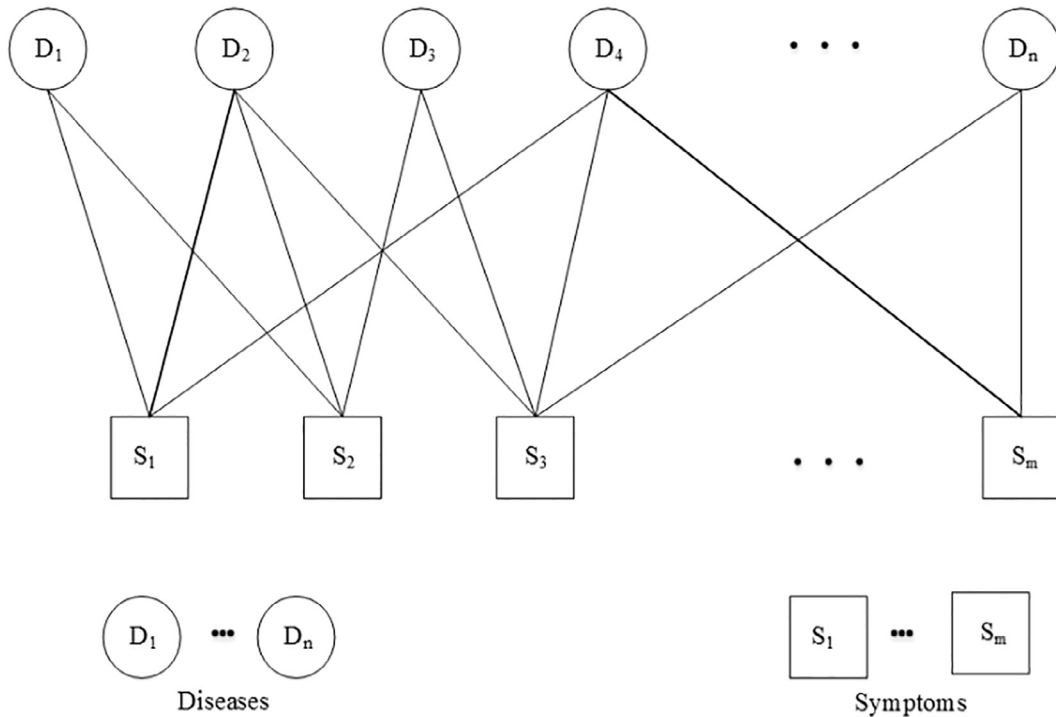 D₁ D₂ D₃ D₄ . . . Dₙ
S₁ S₂ S₃ . . . Sₘ
D₁ ... Dₙ S₁ ... Sₘ
Diseases Symptoms